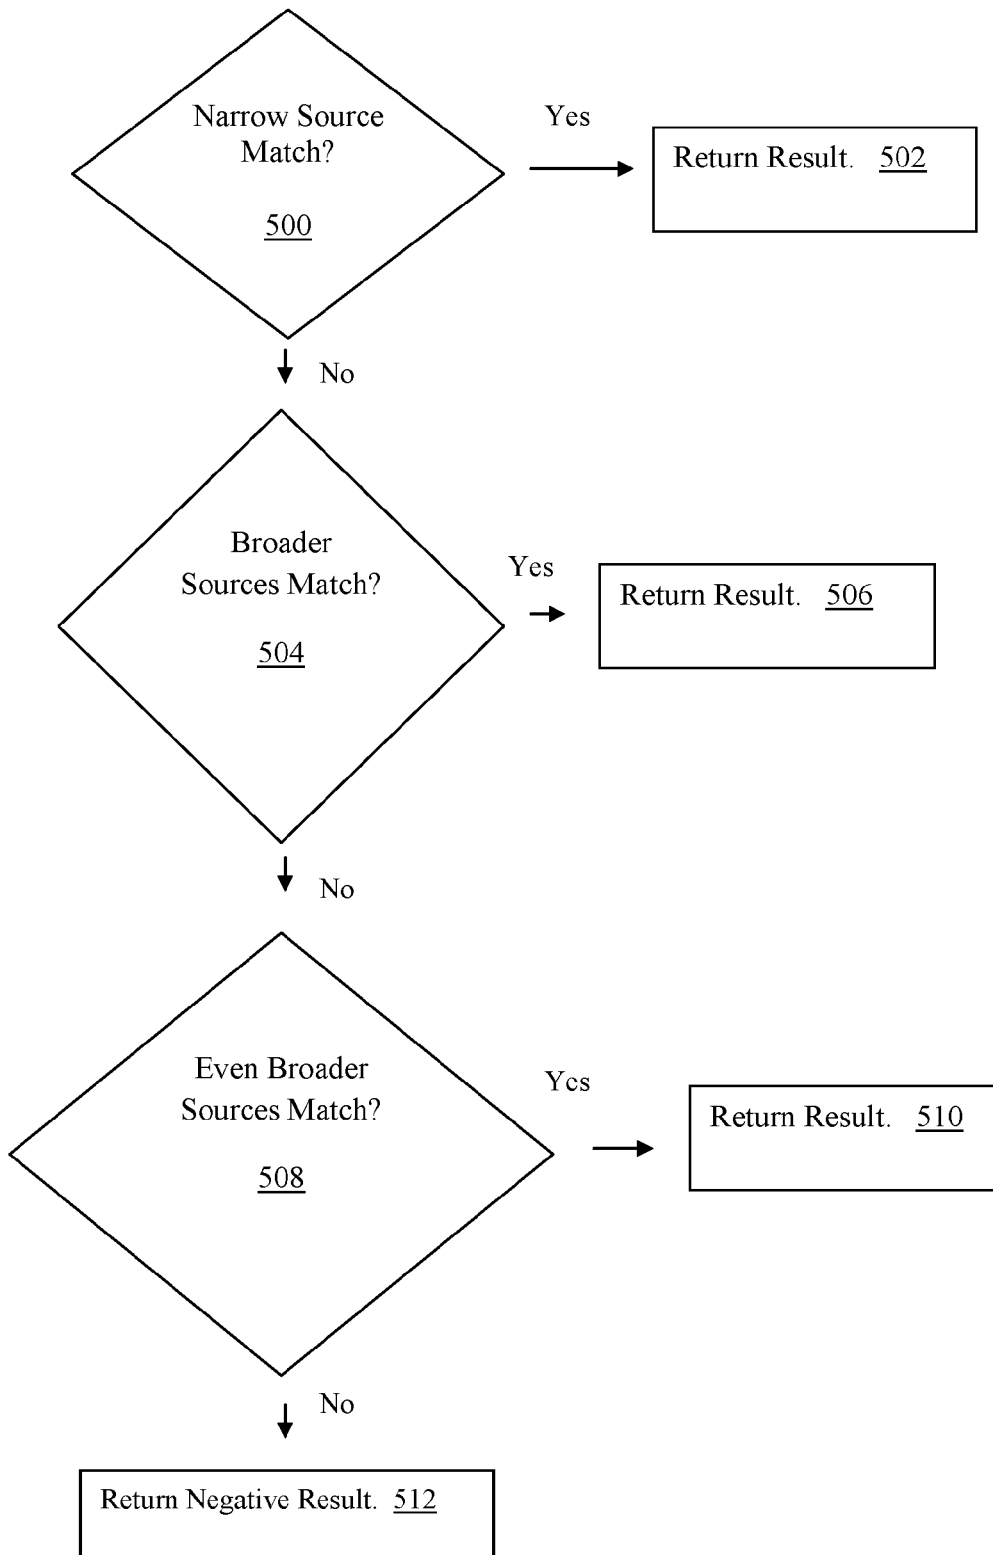 Narrow Source
Match?
500
Yes
Return Result. 502
No
Broader
Sources Match?
504
Yes
Return Result. 506
No
Even Broader
Sources Match?
508
Yes
Return Result. 510
No
Return Negative Result. 512